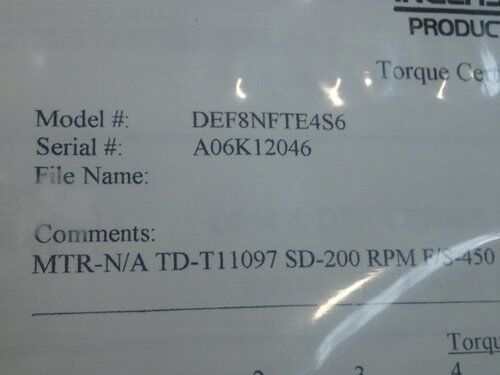 PRODUC
Torque Cer
Model #: DEF8NFTE4S6
Serial #: A06K12046
File Name:
Comments:
MTR-N/A TD-T11097 SD-200 RPM F/S-450
Torqu
3 4